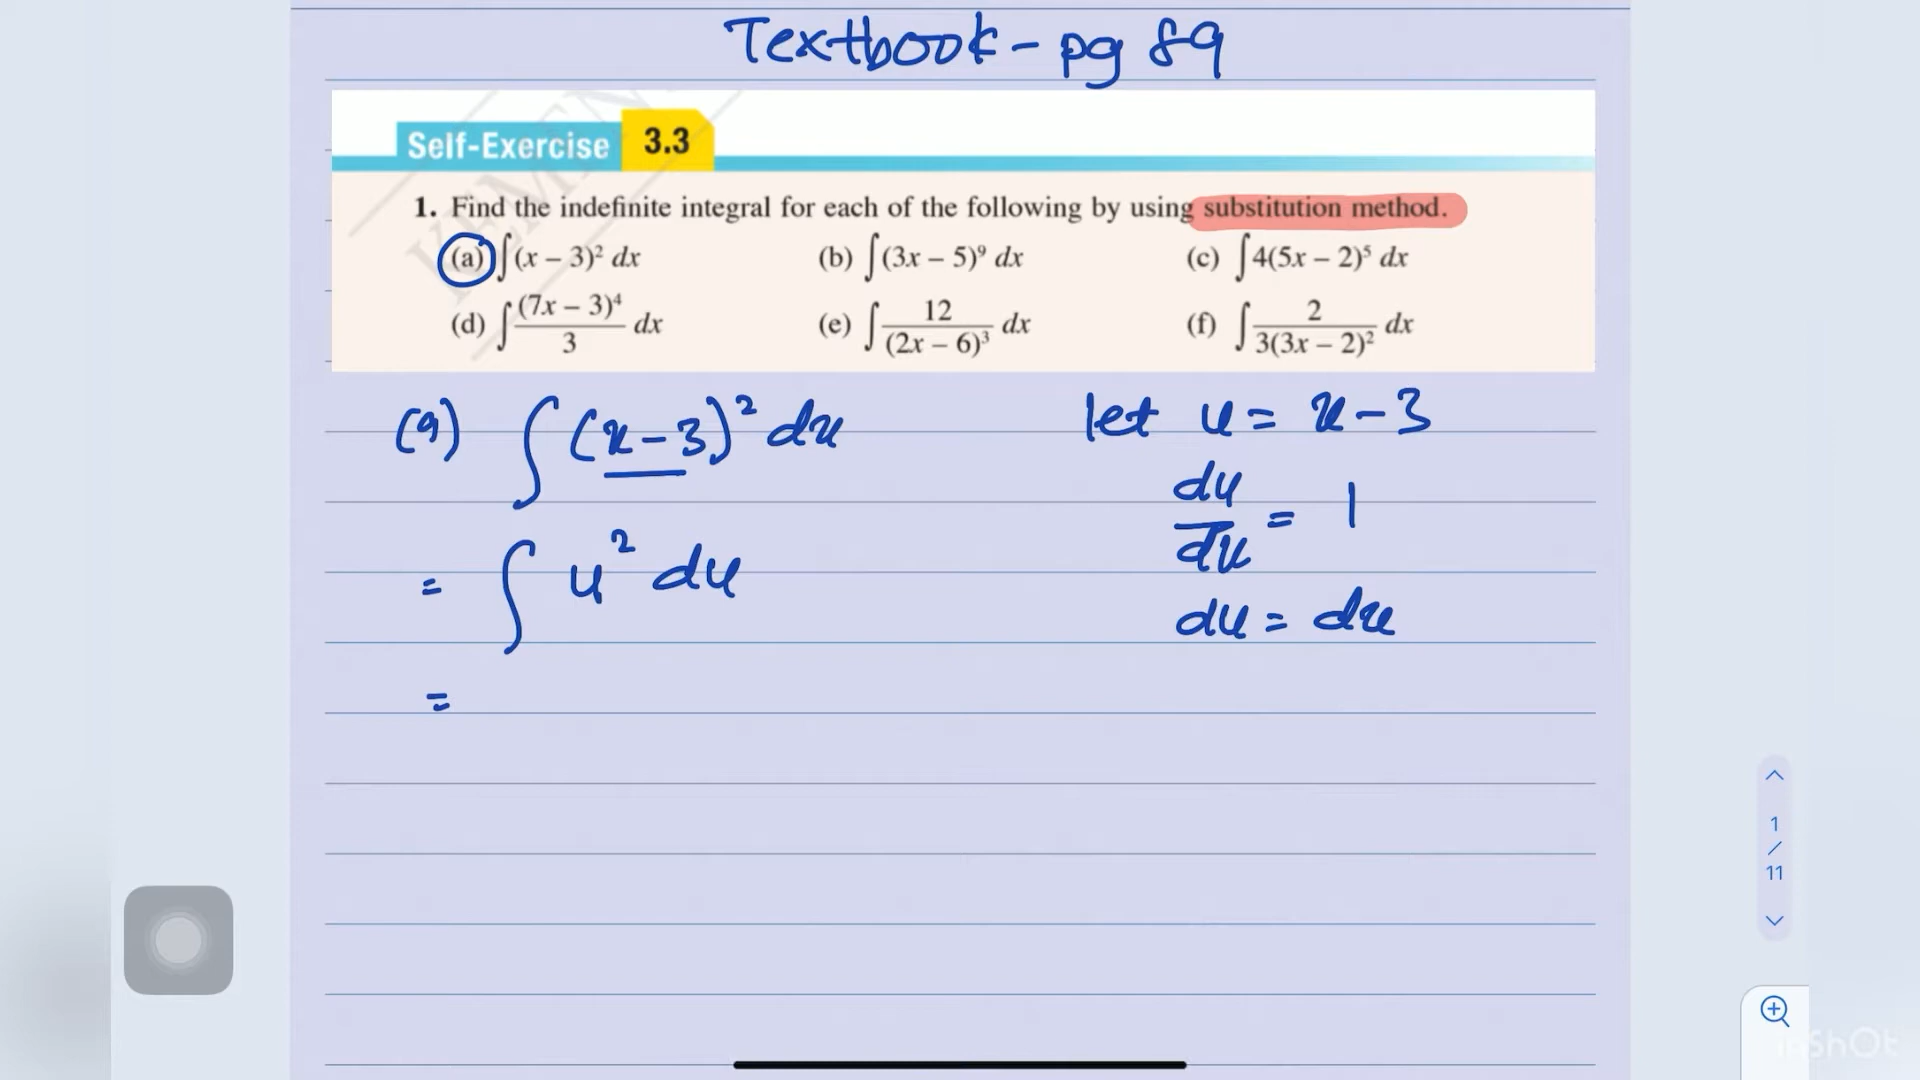 Textbook - pg 89
Self-Exercise 3.3
1. Find the indefinite integral for each of the following by using substitution method.
(a) ∫(x – 3)² dx (b) ∫(3x – 5)⁹ dx (c) ∫4(5x – 2)⁵ dx
(d) ∫(7x – 3)⁴/3 dx (e) ∫12/(2x – 6)³ dx (f) ∫2/3(3x – 2)² dx
(a) ∫(x-3)² dx let u = x-3
du/dx = 1
= ∫u² du du = dx
=
1
/
11
InShOt